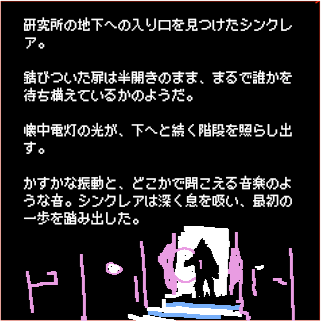 研究所の地下への入り口を見つけたシンクレ
ア。
錆びついた扉は半開きのまま、まるで誰かを
待ち構えているかのようだ。
懐中電灯の光が、下へと続く階段を照らし出
す。
かすかな振動と、どこかで聞こえる音楽のよ
うな音。シンクレアは深く息を吸い、最初の
一歩を踏み出した。